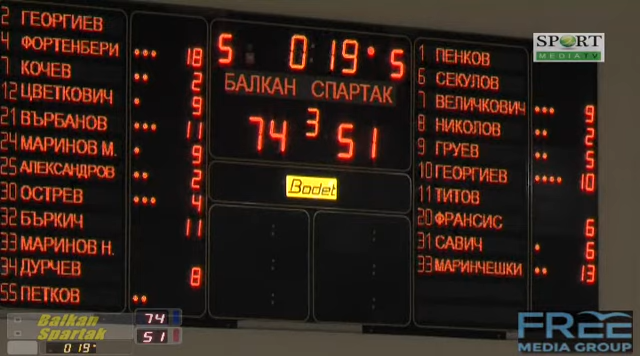 2 ГЕОРГИЕВ
4 ФОРТЕНБЕРИ 18
7 КОЧЕВ 2
12 ЦВЕТКОВИЧ 9
21 ВЪРБАНОВ 11
24 МАРИНОВ М. 9
25 АЛЕКСАНДРОВ 2
30 ОСТРЕВ 4
32 БЪРКИЧ 11
33 МАРИНОВ Н.
34 ДУРЧЕВ 8
55 ПЕТКОВ
5 0:19 5
БАЛКАН СПАРТАК
74 3 51
Bodet
1 ПЕНКОВ
6 СЕКУЛОВ
7 ВЕЛИЧКОВИЧ 9
8 НИКОЛОВ 2
9 ГРУЕВ 5
10 ГЕОРГИЕВ 10
11 ТИТОВ
20 ФРАНСИС 6
31 САВИЧ 6
33 МАРИНЧЕШКИ 13
SPORT
MEDIA TV
Balkan 74
Spartak 51
0:19
FREE
MEDIA GROUP